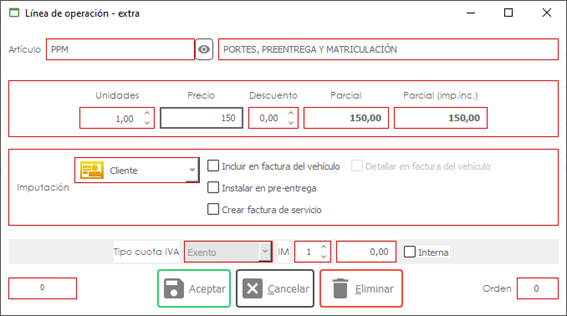 Línea de operación - extra
Artículo PPM PORTES, PREENTREGA Y MATRICULACIÓN
Unidades Precio Descuento Parcial Parcial (imp.inc.)
1,00 150 0,00 150,00 150,00
Imputación Cliente
Incluir en factura del vehículo Detallar en factura del vehículo
Instalar en pre-entrega
Crear factura de servicio
Tipo cuota IVA Exento IM 1 0,00 Interna
0 Aceptar Cancelar Eliminar Orden 0